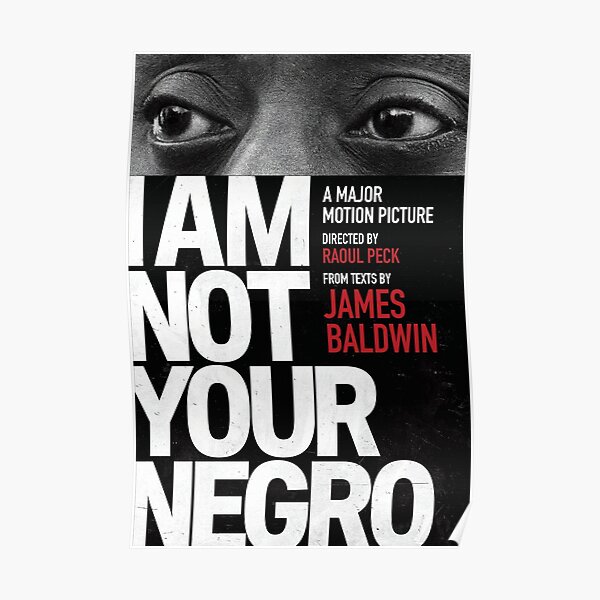 I AM
NOT
YOUR
NEGRO
A MAJOR
MOTION PICTURE
DIRECTED BY
RAOUL PECK
FROM TEXTS BY
JAMES
BALDWIN